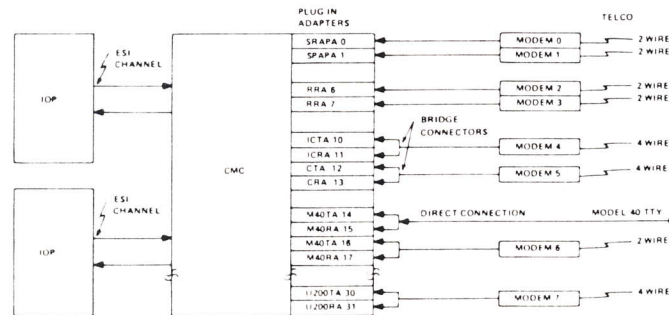 PLUG IN
ADAPTERS
TELCO
SRAPA 0
MODEM 0
2 WIRE
SPAPA 1
MODEM 1
2 WIRE
ESI
CHANNEL
IOP
RRA 6
MODEM 2
2 WIRE
RRA 7
MODEM 3
2 WIRE
BRIDGE
CONNECTORS
ICTA 10
MODEM 4
4 WIRE
ICRA 11
CMC
CTA 12
MODEM 5
4 WIRE
CRA 13
ESI
CHANNEL
IOP
M40TA 14
DIRECT CONNECTION
MODEL 40 TTY
M40RA 15
M40TA 16
MODEM 6
2 WIRE
M40RA 17
U200TA 30
MODEM 7
4 WIRE
U200RA 31